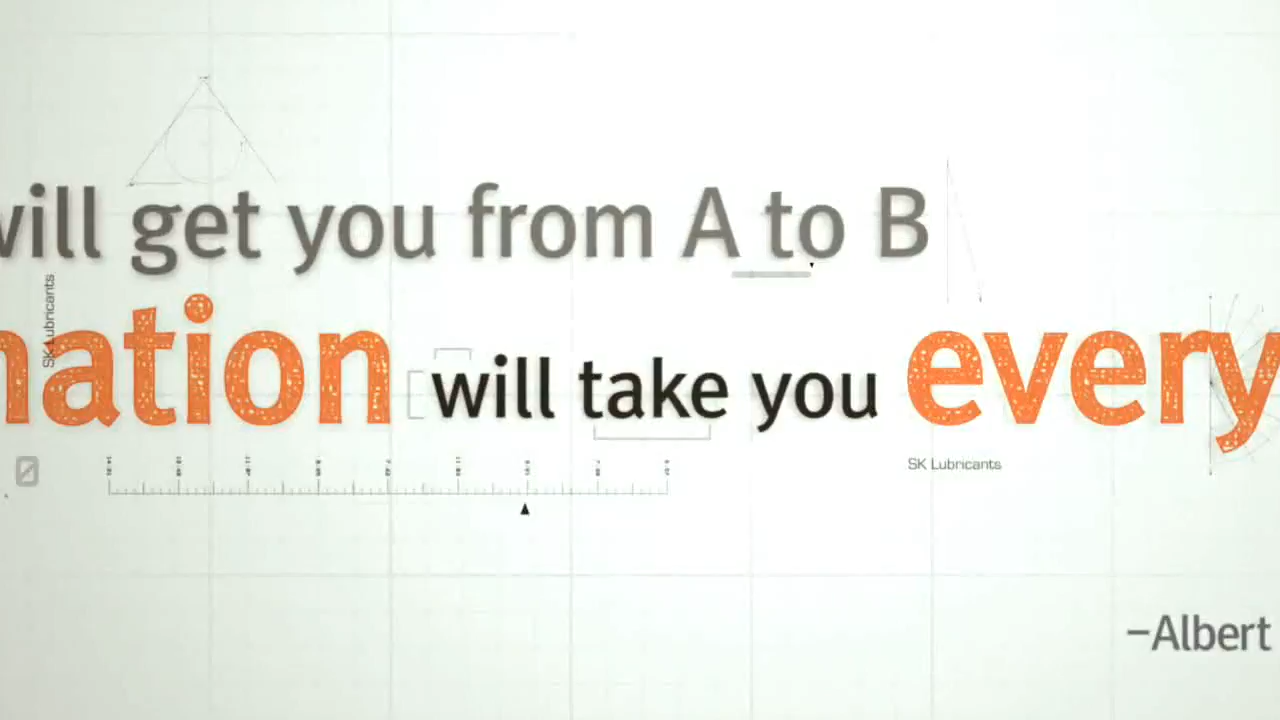 will get you from A to B
nation will take you every
SK Lubricants
SK Lubricants
–Albert